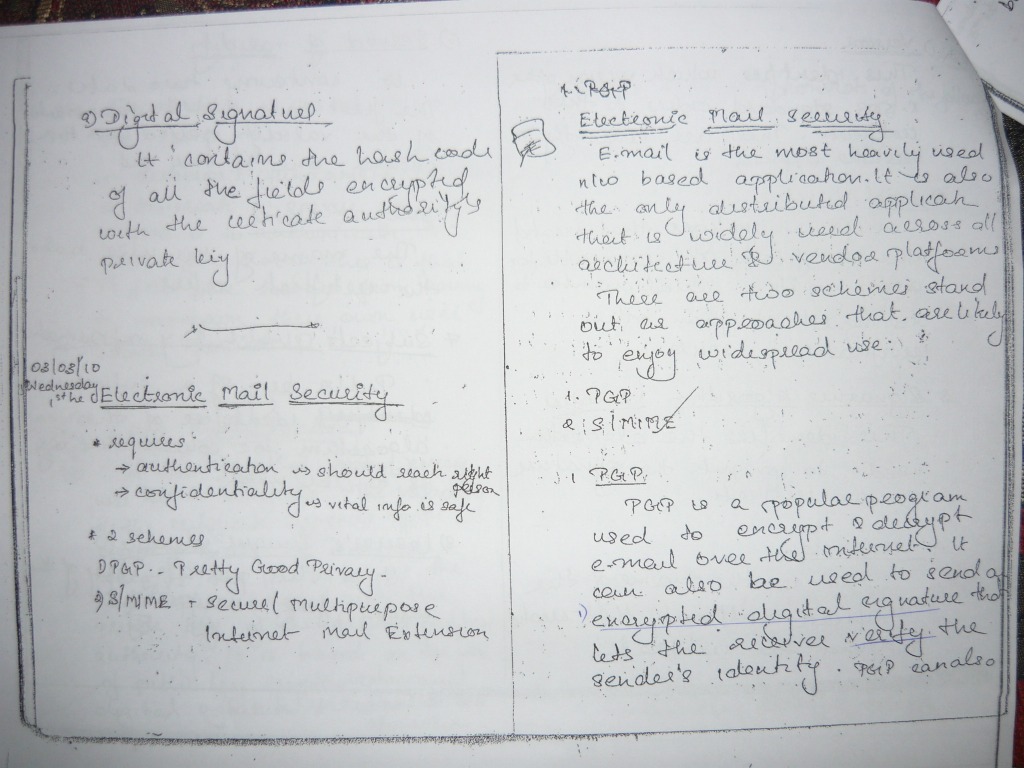 8) Digital Signature
It contains the hash code
of all the fields encrypted
with the certicate authority's
private key
03/03/10
Wednesday
1st hr
Electronic Mail Security
* requires
→ authentication → should reach right
person
→ confidentiality → vital info is safe
* 2 schemes
1) PGP - Pretty Good Privacy.
2) S/MIME - Secure/Multipurpose
Internet Mail Extension
1. PGP
Electronic Mail Security
E.mail is the most heavily used
n/w based application. It is also
the only distributed applicatn
that is widely used across all
architecture & vendor platforms
There are two schemes stand
out as approaches that are likely
to enjoy widespread use.
1. PGP
2. S/MIME
1 PGP.
PGP is a popular program
used to encrypt & decrypt
e.mail over the internet. It
can also be used to send a
1) encrypted digital signature that
lets the receiver verify the
sender's identity. PGP can also